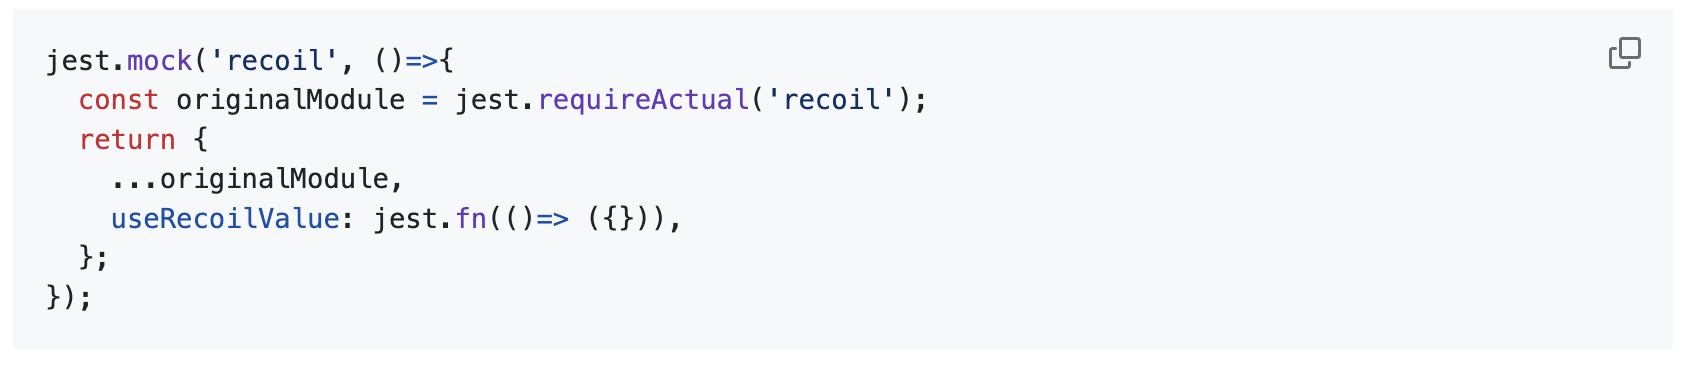 jest.mock('recoil', ()=>{
  const originalModule = jest.requireActual('recoil');
  return {
    ...originalModule,
    useRecoilValue: jest.fn(()=> ({})),
  };
});